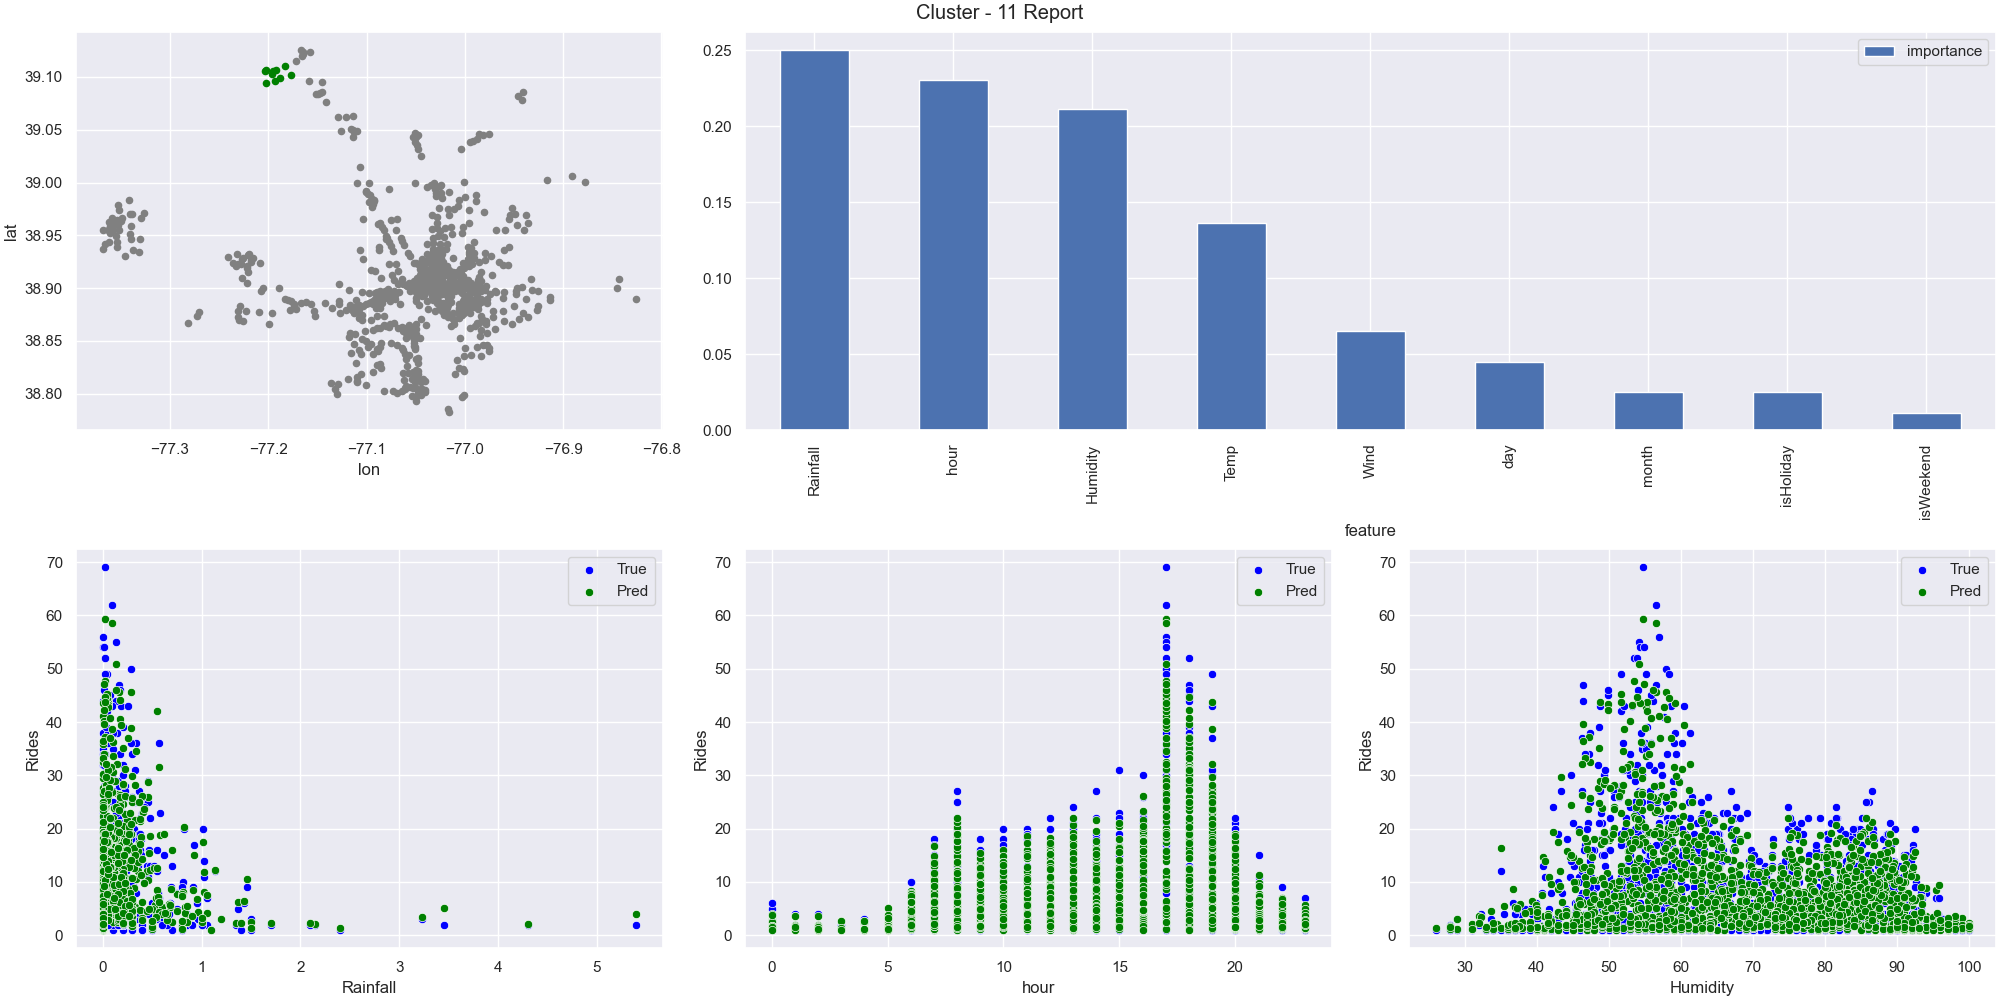 Cluster - 11 Report
39.10
39.05
39.00
38.95
38.90
38.85
38.80
lat
−77.3 −77.2 −77.1 −77.0 −76.9 −76.8
lon
0.25
0.20
0.15
0.10
0.05
0.00
importance
Rainfall hour Humidity Temp Wind day month isHoliday isWeekend
feature
70
60
50
40
30
20
10
0
Rides
True
Pred
0 1 2 3 4 5
Rainfall
70
60
50
40
30
20
10
0
Rides
True
Pred
0 5 10 15 20
hour
70
60
50
40
30
20
10
0
Rides
True
Pred
30 40 50 60 70 80 90 100
Humidity